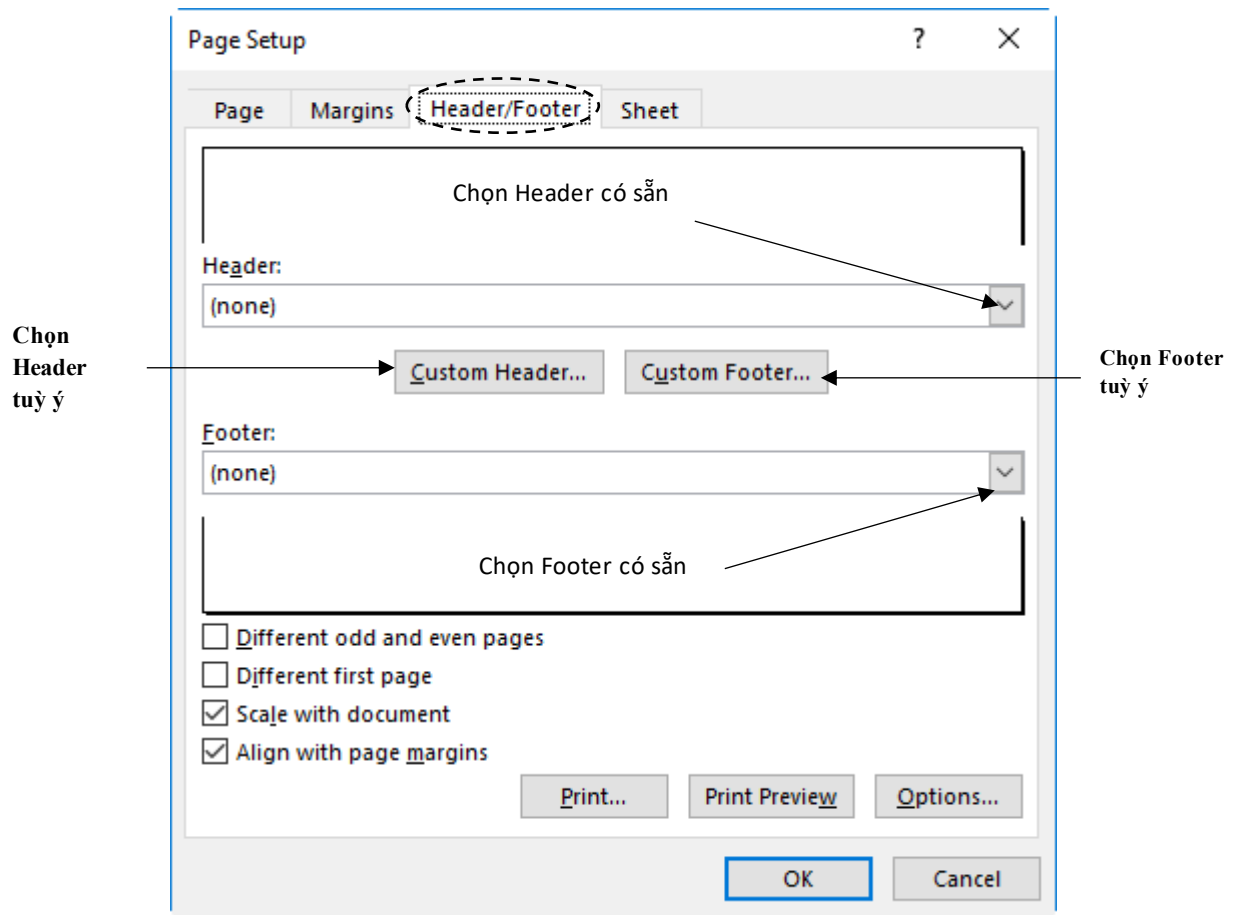 Page Setup
?
Page
Margins
Header/Footer
Sheet
Chọn Header có sẵn
Header:
(none)
Chọn
Header
tuỳ ý
Custom Header...
Custom Footer...
Chọn Footer
tuỳ ý
Footer:
(none)
Chọn Footer có sẵn
Different odd and even pages
Different first page
Scale with document
Align with page margins
Print...
Print Preview
Options...
OK
Cancel